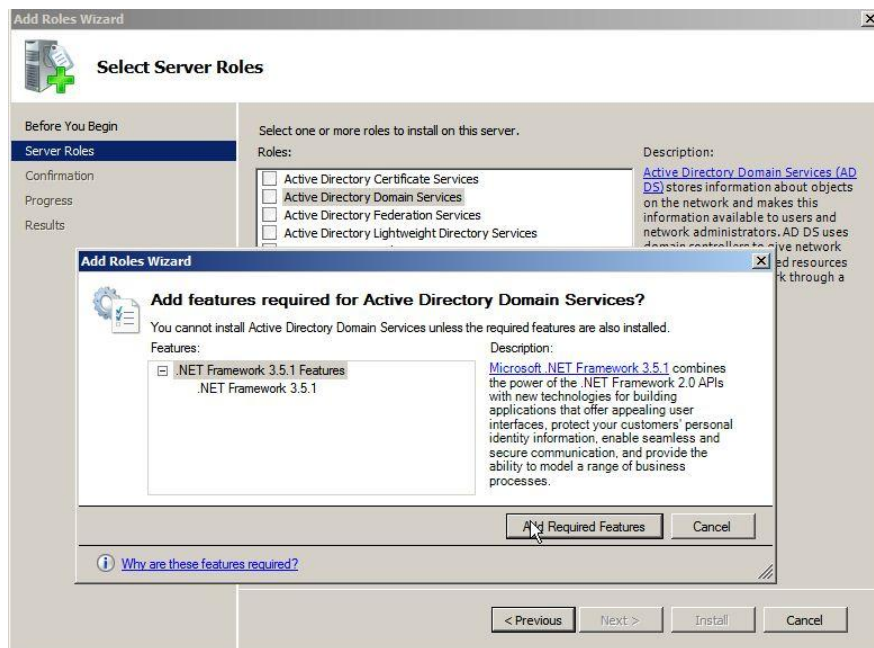 Add Roles Wizard
Select Server Roles
Before You Begin
Server Roles
Confirmation
Progress
Results
Select one or more roles to install on this server.
Roles:
Active Directory Certificate Services
Active Directory Domain Services
Active Directory Federation Services
Active Directory Lightweight Directory Services
Description:
Active Directory Domain Services (AD
DS) stores information about objects
on the network and makes this
information available to users and
network administrators. AD DS uses
domain controllers to give network
ed resources
rk through a
Add Roles Wizard
Add features required for Active Directory Domain Services?
You cannot install Active Directory Domain Services unless the required features are also installed.
Features:
.NET Framework 3.5.1 Features
.NET Framework 3.5.1
Description:
Microsoft .NET Framework 3.5.1 combines
the power of the .NET Framework 2.0 APIs
with new technologies for building
applications that offer appealing user
interfaces, protect your customers' personal
identity information, enable seamless and
secure communication, and provide the
ability to model a range of business
processes.
Add Required Features
Cancel
Why are these features required?
< Previous
Next >
Install
Cancel